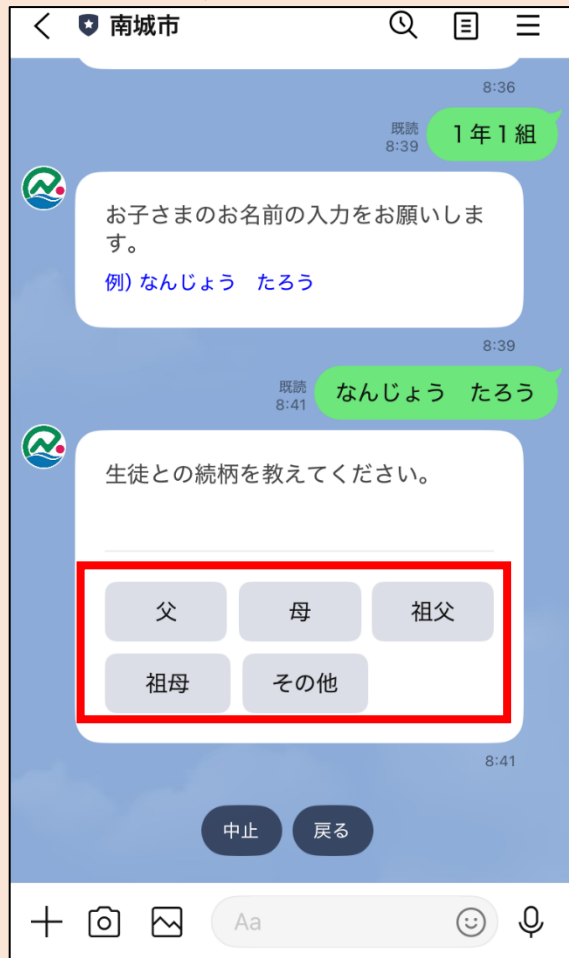 南城市
8:36
既読
8:39
1年1組
お子さまのお名前の入力をお願いしま
す。
例) なんじょう　たろう
8:39
既読
8:41
なんじょう　たろう
生徒との続柄を教えてください。
父
母
祖父
祖母
その他
8:41
中止
戻る
Aa